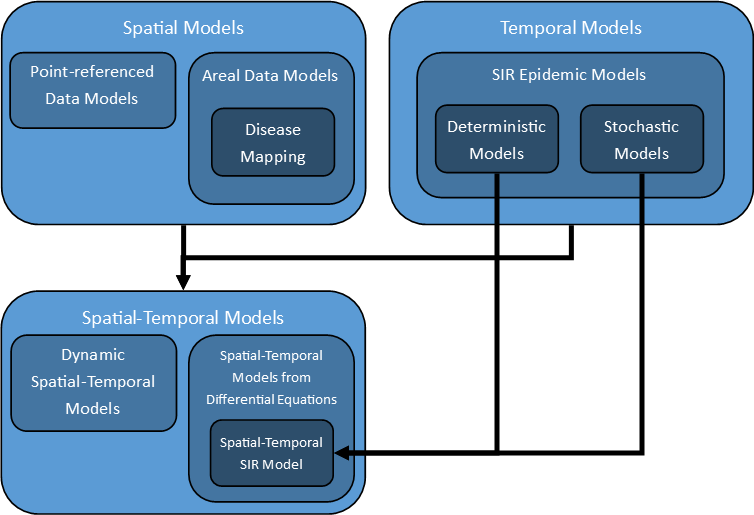 Spatial Models
Point-referenced
Data Models
Areal Data Models
Disease
Mapping
Temporal Models
SIR Epidemic Models
Deterministic
Models
Stochastic
Models
Spatial-Temporal Models
Dynamic
Spatial-Temporal
Models
Spatial-Temporal
Models from
Differential Equations
Spatial-Temporal
SIR Model